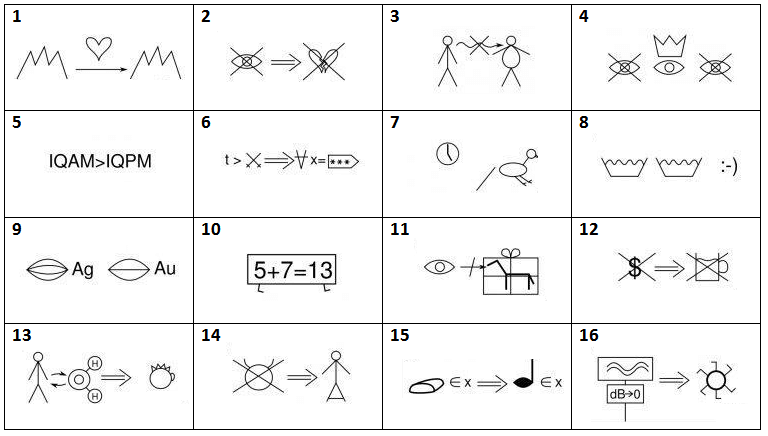 1
2
3
4
5
IQAM>IQPM
6
t > x ⟹ ∀ x= ***
7
8
:-)
9
Ag Au
10
5+7=13
11
12
$ ⟹
13
H
O ⟹
H
14
15
∈ x ⟹ ∈ x
16
dB→0